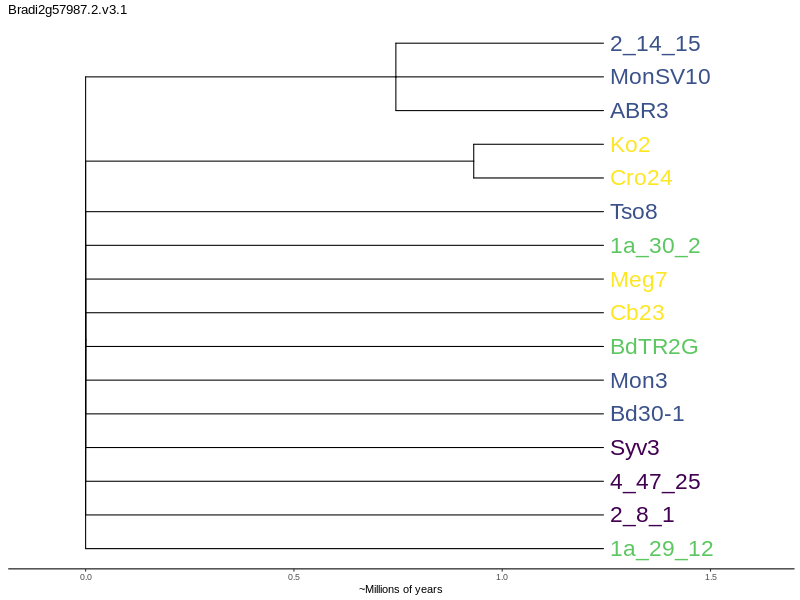 Bradi2g57987.2.v3.1
2_14_15
MonSV10
ABR3
Ko2
Cro24
Tso8
1a_30_2
Meg7
Cb23
BdTR2G
Mon3
Bd30-1
Syv3
4_47_25
2_8_1
1a_29_12
0.0 0.5 1.0 1.5
~Millions of years